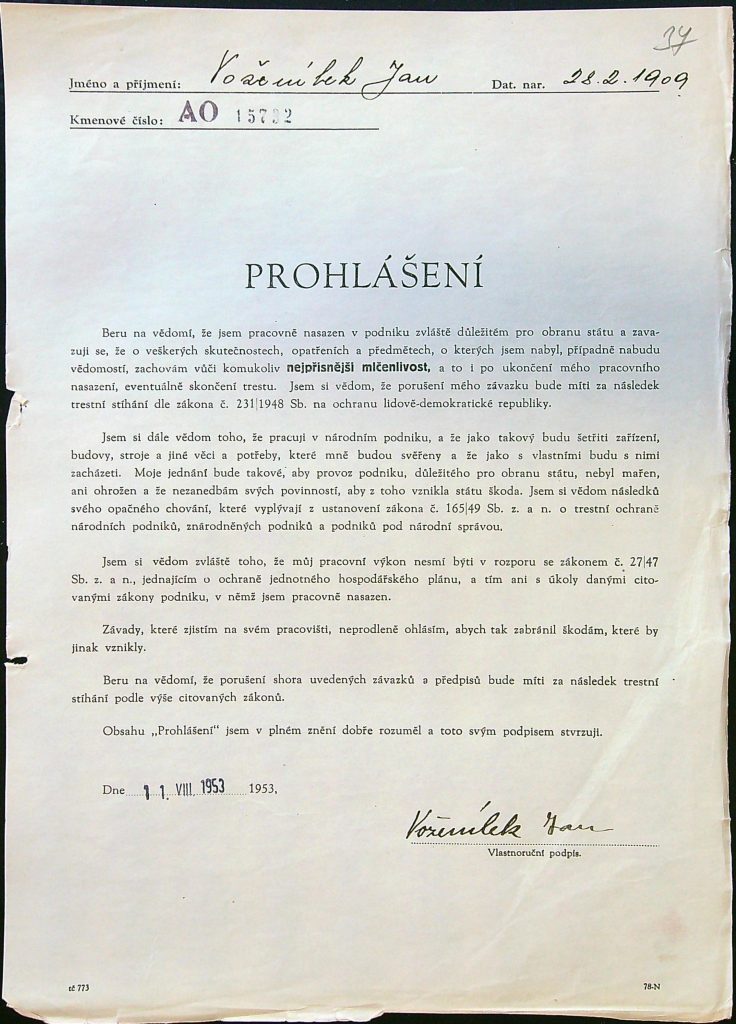 37
Jméno a příjmení: Voženílek Jan Dat. nar. 28.2.1909
Kmenové číslo: AO 15792
PROHLÁŠENÍ
Beru na vědomí, že jsem pracovně nasazen v podniku zvláště důležitém pro obranu státu a zava-
zuji se, že o veškerých skutečnostech, opatřeních a předmětech, o kterých jsem nabyl, případně nabudu
vědomostí, zachovám vůči komukoliv nejpřisnějši mlčenlivost, a to i po ukončení mého pracovního
nasazení, eventuálně skončení trestu. Jsem si vědom, že porušení mého závazku bude míti za následek
trestní stíhání dle zákona č. 231|1948 Sb. na ochranu lidově-demokratické republiky.
Jsem si dále vědom toho, že pracuji v národním podniku, a že jako takový budu šetřiti zařízení,
budovy, stroje a jiné věci a potřeby, které mně budou svěřeny a že jako s vlastními budu s nimi
zacházeti. Moje jednání bude takové, aby provoz podniku, důležitého pro obranu státu, nebyl mařen,
ani ohrožen a že nezanedbám svých povinností, aby z toho vznikla státu škoda. Jsem si vědom následků
svého opačného chování, které vyplývají z ustanovení zákona č. 165|49 Sb. z. a n. o trestní ochraně
národních podniků, znárodněných podniků a podniků pod národní správou.
Jsem si vědom zvláště toho, že můj pracovní výkon nesmí býti v rozporu se zákonem č. 27|47
Sb. z. a n., jednajícím o ochraně jednotného hospodářského plánu, a tím ani s úkoly danými cito-
vanými zákony podniku, v němž jsem pracovně nasazen.
Závady, které zjistím na svém pracovišti, neprodleně ohlásím, abych tak zabránil škodám, které by
jinak vznikly.
Beru na vědomí, že porušení shora uvedených závazků a předpisů bude míti za následek trestní
stíhání podle výše citovaných zákonů.
Obsahu „Prohlášení“ jsem v plném znění dobře rozuměl a toto svým podpisem stvrzuji.
Dne 11. VIII. 1953 1953.
Voženílek Jan
Vlastnoruční podpis.
tč 773 78-N